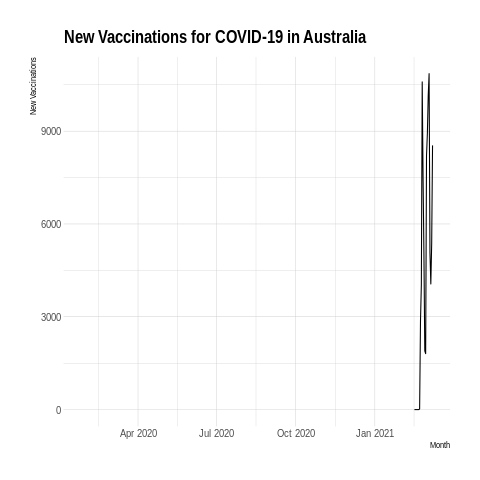 New Vaccinations for COVID-19 in Australia
New Vaccinations
9000
6000
3000
0
Apr 2020 Jul 2020 Oct 2020 Jan 2021
Month